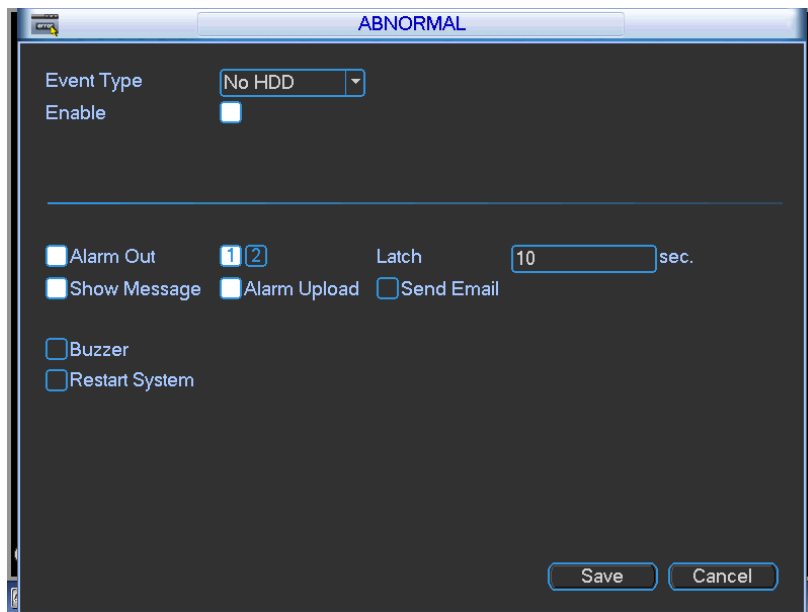 ABNORMAL
Event Type No HDD
Enable
Alarm Out 1 2 Latch 10 sec.
Show Message Alarm Upload Send Email
Buzzer
Restart System
Save Cancel